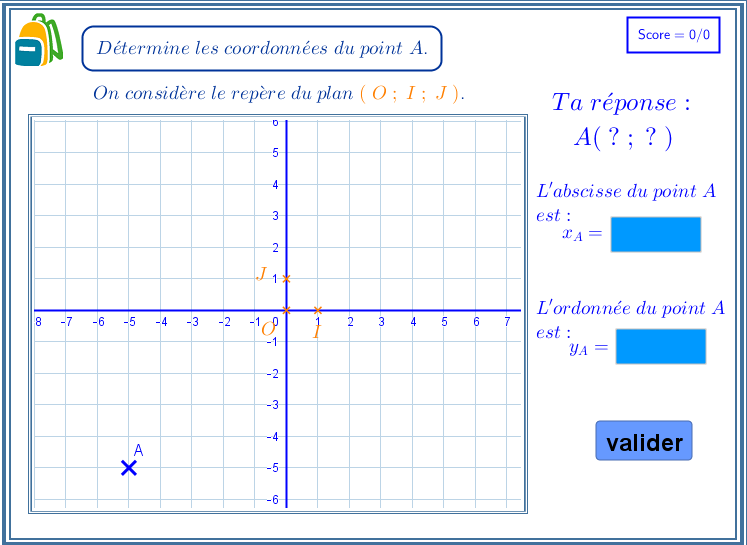 Score = 0/0
Détermine les coordonnées du point A.
On considère le repère du plan ( O ; I ; J ).
Ta réponse :
A( ? ; ? )
L'abscisse du point A
est :
x_A =
L'ordonnée du point A
est :
y_A =
valider
6
5
4
3
2
J 1
8 -7 -6 -5 -4 -3 -2 -1 0 1 2 3 4 5 6 7
O I
-1
-2
-3
-4
A
-5
-6